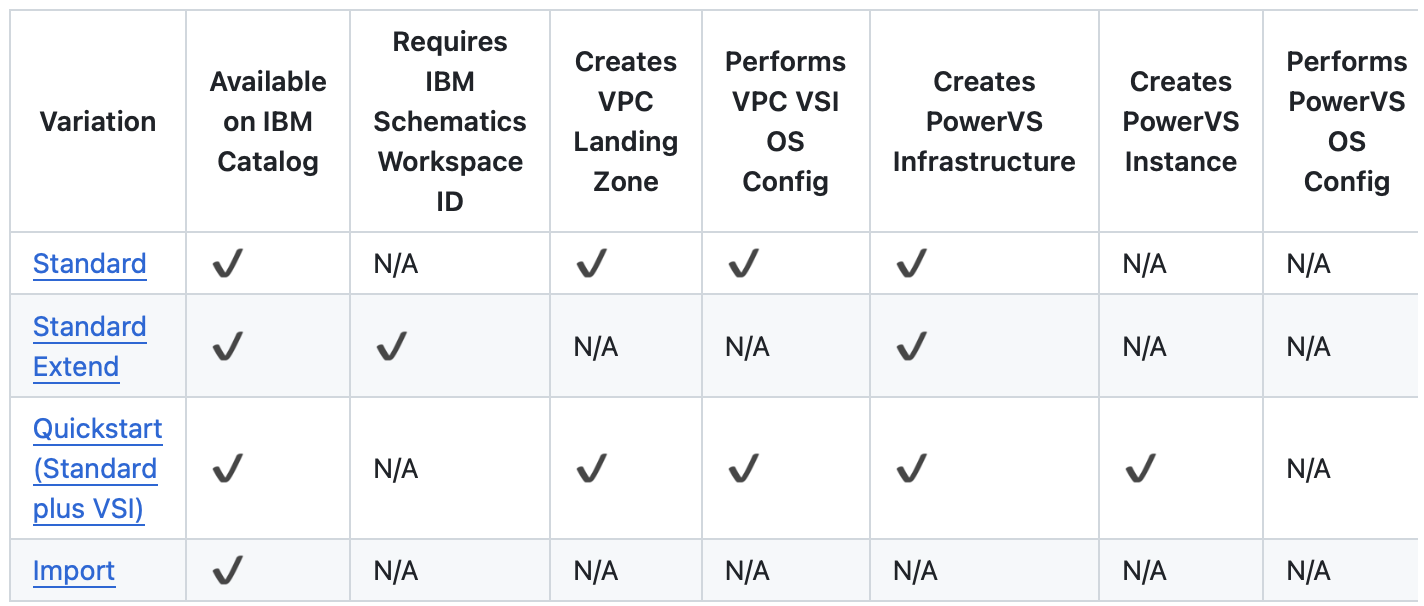 Variation
Available
on IBM
Catalog
Requires
IBM
Schematics
Workspace
ID
Creates
VPC
Landing
Zone
Performs
VPC VSI
OS
Config
Creates
PowerVS
Infrastructure
Creates
PowerVS
Instance
Performs
PowerVS
OS
Config
Standard ✔ N/A ✔ ✔ ✔ N/A N/A
Standard
Extend ✔ ✔ N/A N/A ✔ N/A N/A
Quickstart
(Standard ✔ N/A ✔ ✔ ✔ ✔ N/A
plus VSI)
Import ✔ N/A N/A N/A N/A N/A N/A